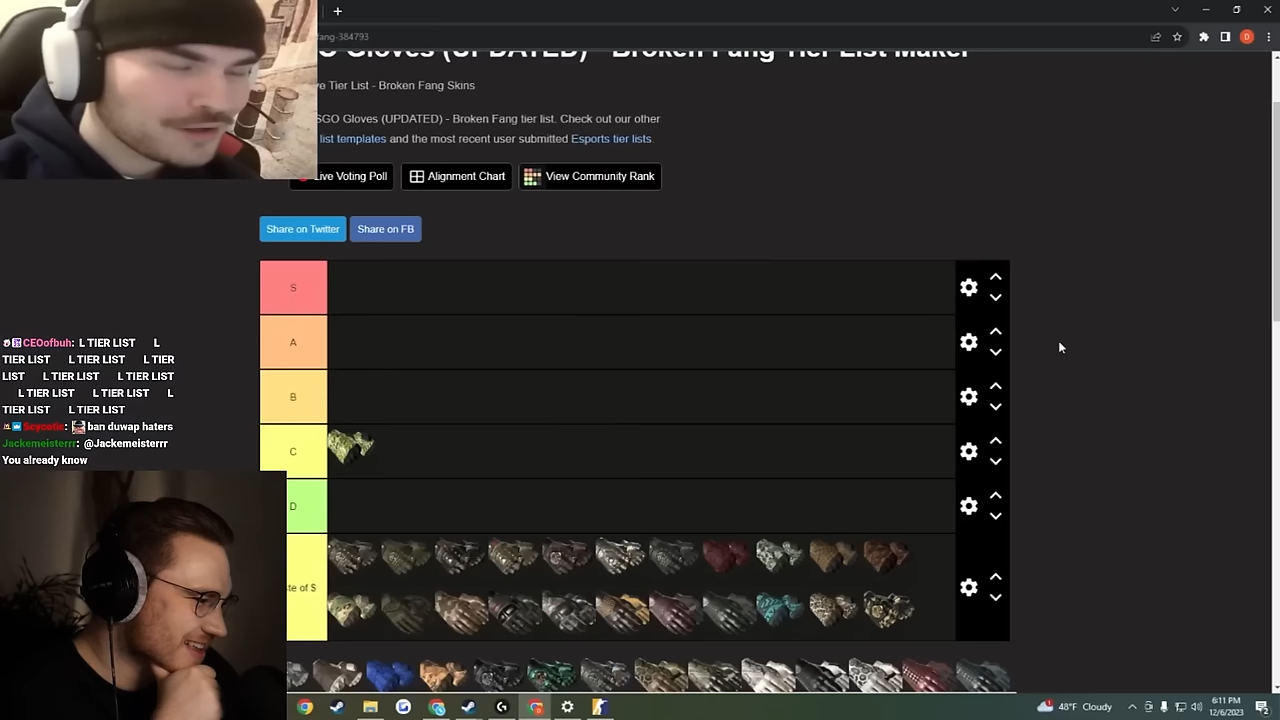 fang-384793
O Gloves (UPDATED) - Broken Fang Tier List Maker
ve Tier List - Broken Fang Skins
SGO Gloves (UPDATED) - Broken Fang tier list. Check out our other
list templates and the most recent user submitted Esports tier lists.
Live Voting Poll
Alignment Chart
View Community Rank
Share on Twitter
Share on FB
S
A
B
C
D
te of S
CEOofbuh: L TIER LIST L
TIER LIST L TIER LIST L TIER
LIST L TIER LIST L TIER LIST
L TIER LIST L TIER LIST L
TIER LIST L TIER LIST
Scycotic: ban duwap haters
Jackemeisterrr: @Jackemeisterrr
You already know
D
48°F Cloudy
6:11 PM
12/6/2023
2